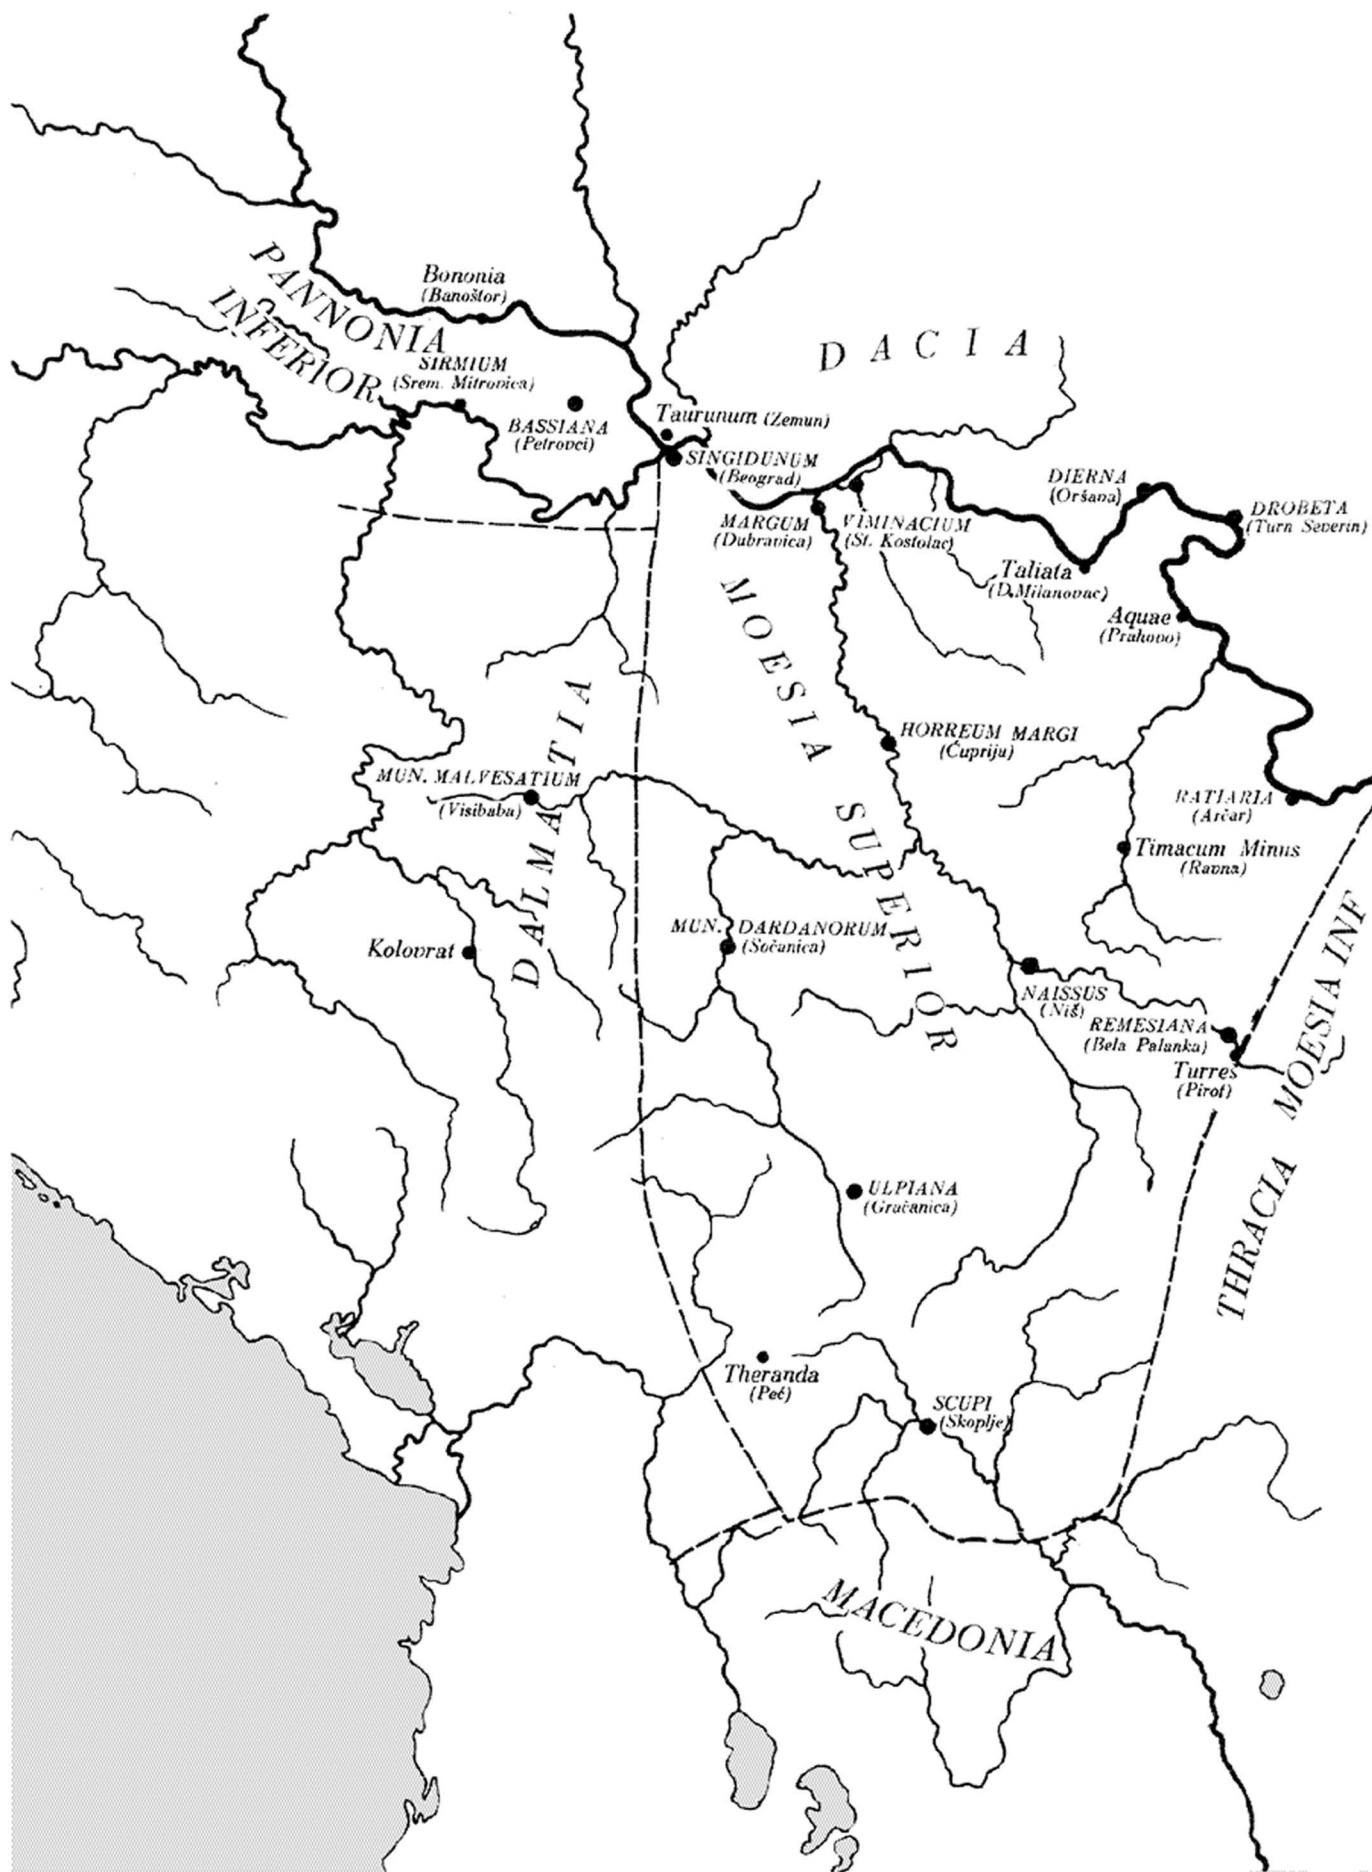 PANNONIA
INFERIOR
Bononia
(Banoštor)
SIRMIUM
(Srem. Mitrovica)
BASSIANA
(Petrovci)
DACIA
Taurunum (Zemun)
SINGIDUNUM
(Beograd)
MARGUM
(Dubravica)
VIMINACIUM
(St. Kostolac)
DIERNA
(Oršava)
DROBETA
(Turn Severin)
Taliata
(D.Milanovac)
Aquae
(Prahovo)
MOESIA SUPERIOR
DALMATIA
HORREUM MARGI
(Ćupriju)
MUN. MALVESATIUM
(Visibaba)
RATIARIA
(Arčar)
Timacum Minus
(Ravna)
MUN. DARDANORUM
(Sočanica)
Kolovrat
NAISSUS
(Niš)
REMESIANA
(Bela Palanka)
Turres
(Pirot)
MOESIA INF
THRACIA
ULPIANA
(Gračanica)
Theranda
(Peć)
SCUPI
(Skoplje)
MACEDONIA